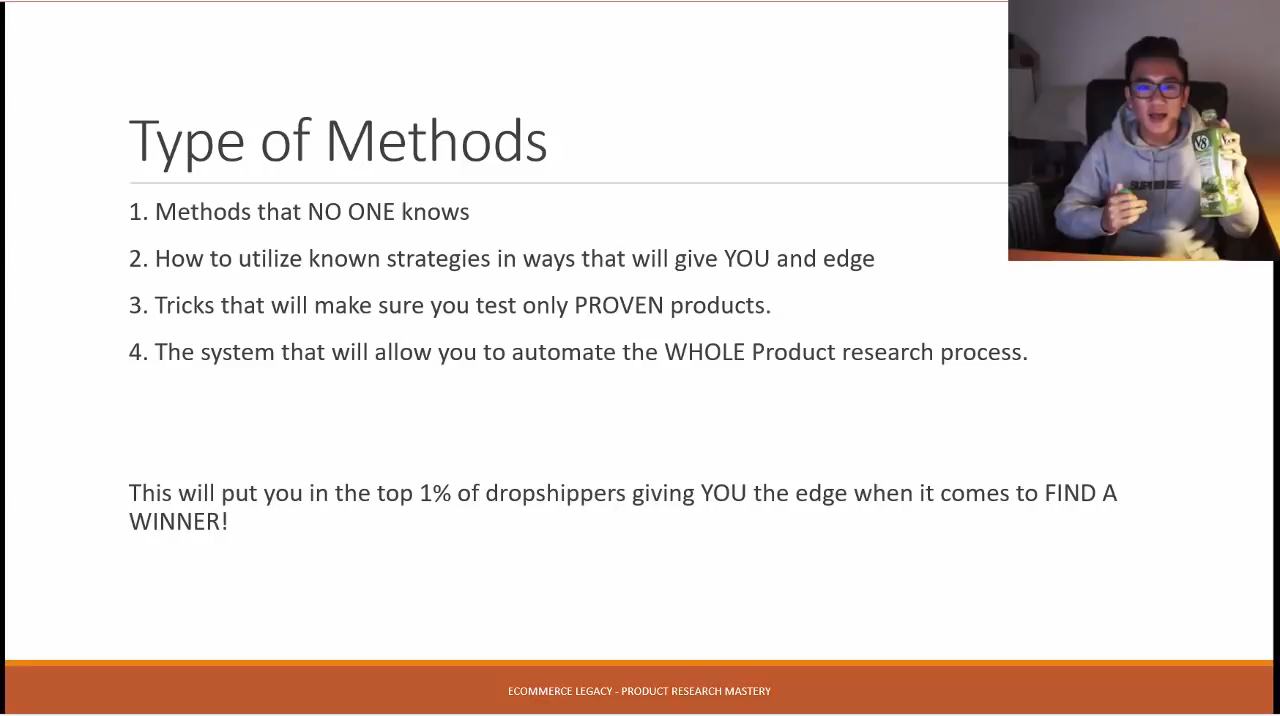 Type of Methods
1. Methods that NO ONE knows
2. How to utilize known strategies in ways that will give YOU and edge
3. Tricks that will make sure you test only PROVEN products.
4. The system that will allow you to automate the WHOLE Product research process.
This will put you in the top 1% of dropshippers giving YOU the edge when it comes to FIND A
WINNER!
ECOMMERCE LEGACY - PRODUCT RESEARCH MASTERY
V8